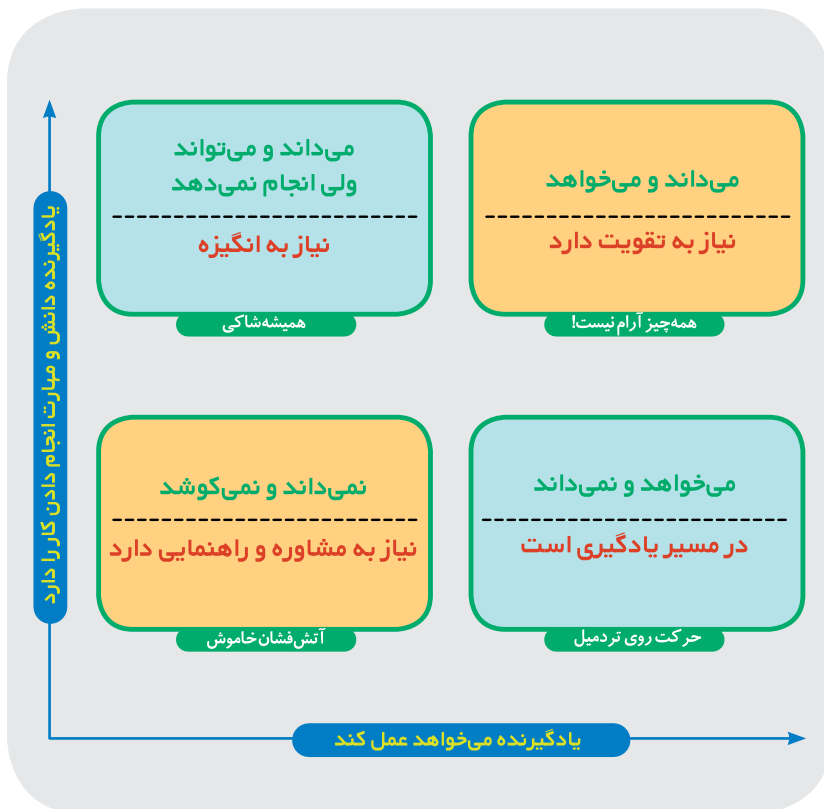 می‌داند و می‌خواهد
نیاز به تقویت دارد
همه‌چیز آرام نیست!
می‌داند و می‌تواند
ولی انجام نمی‌دهد
نیاز به انگیزه
همیشه‌شاکی
می‌خواهد و نمی‌داند
در مسیر یادگیری است
حرکت روی تردمیل
نمی‌داند و نمی‌کوشد
نیاز به مشاوره و راهنمایی دارد
آتش‌فشان خاموش
یادگیرنده دانش و مهارت انجام دادن کار را دارد
یادگیرنده می‌خواهد عمل کند